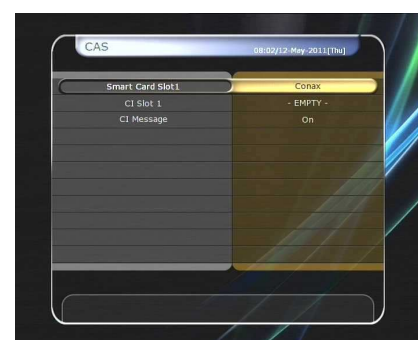 CAS 08:02/12-May-2011[Thu]
Smart Card Slot1 Conax
CI Slot 1 - EMPTY -
CI Message On